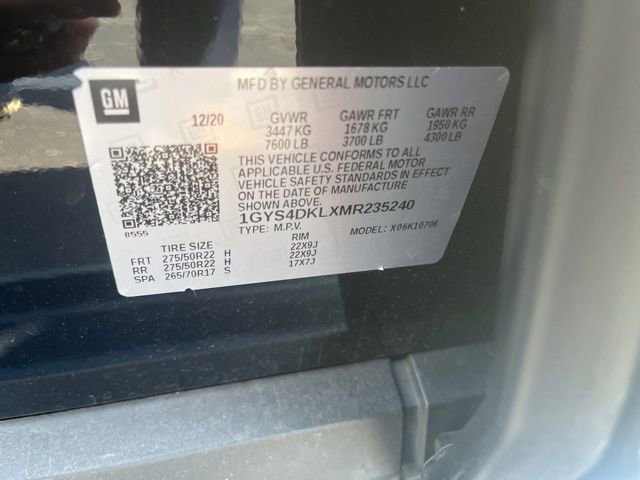 GM
MFD BY GENERAL MOTORS LLC
12/20 GVWR GAWR FRT GAWR RR
3447 KG 1678 KG 1950 KG
7600 LB 3700 LB 4300 LB
THIS VEHICLE CONFORMS TO ALL
APPLICABLE U.S. FEDERAL MOTOR
VEHICLE SAFETY STANDARDS IN EFFECT
ON THE DATE OF MANUFACTURE
SHOWN ABOVE.
1GYS4DKLXMR235240
8555 TYPE: M.P.V. MODEL: X06K10706
TIRE SIZE RIM
FRT 275/50R22 H 22X9J
RR 275/50R22 H 22X9J
SPA 265/70R17 S 17X7J